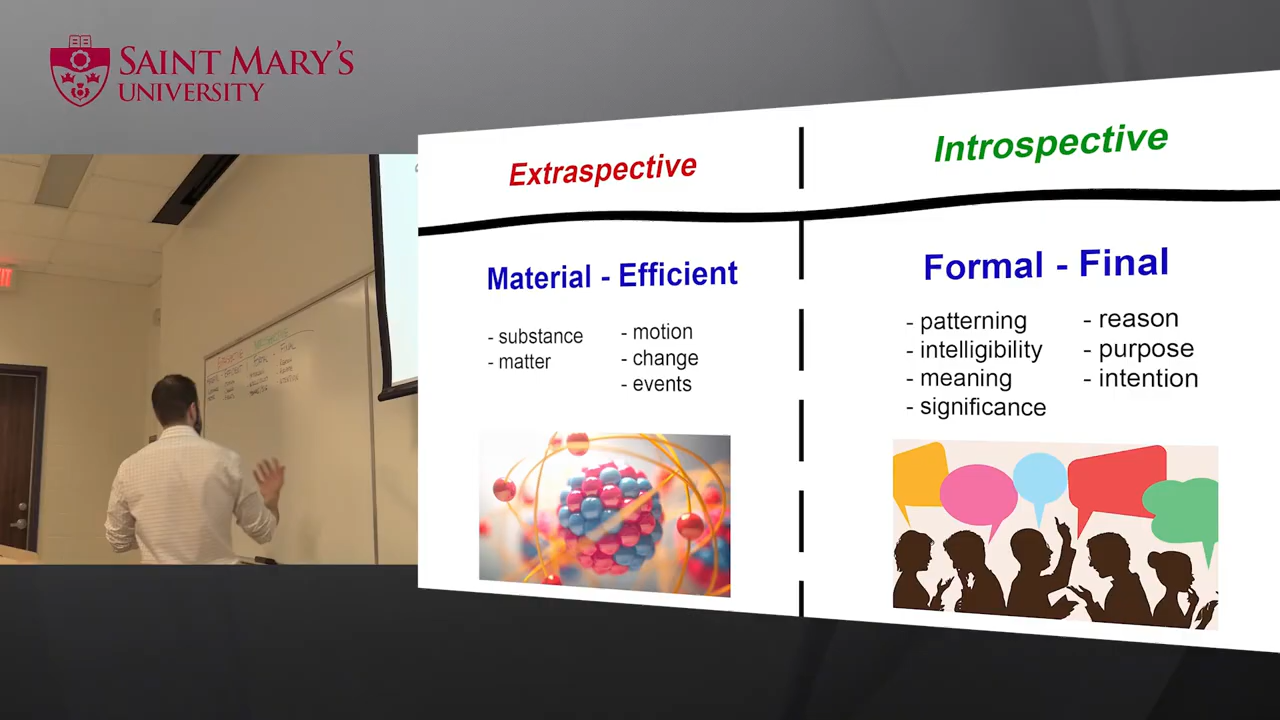 SAINT MARY'S
UNIVERSITY
Extraspective
Introspective
Material - Efficient
- substance
- matter
- motion
- change
- events
Formal - Final
- patterning
- intelligibility
- meaning
- significance
- reason
- purpose
- intention